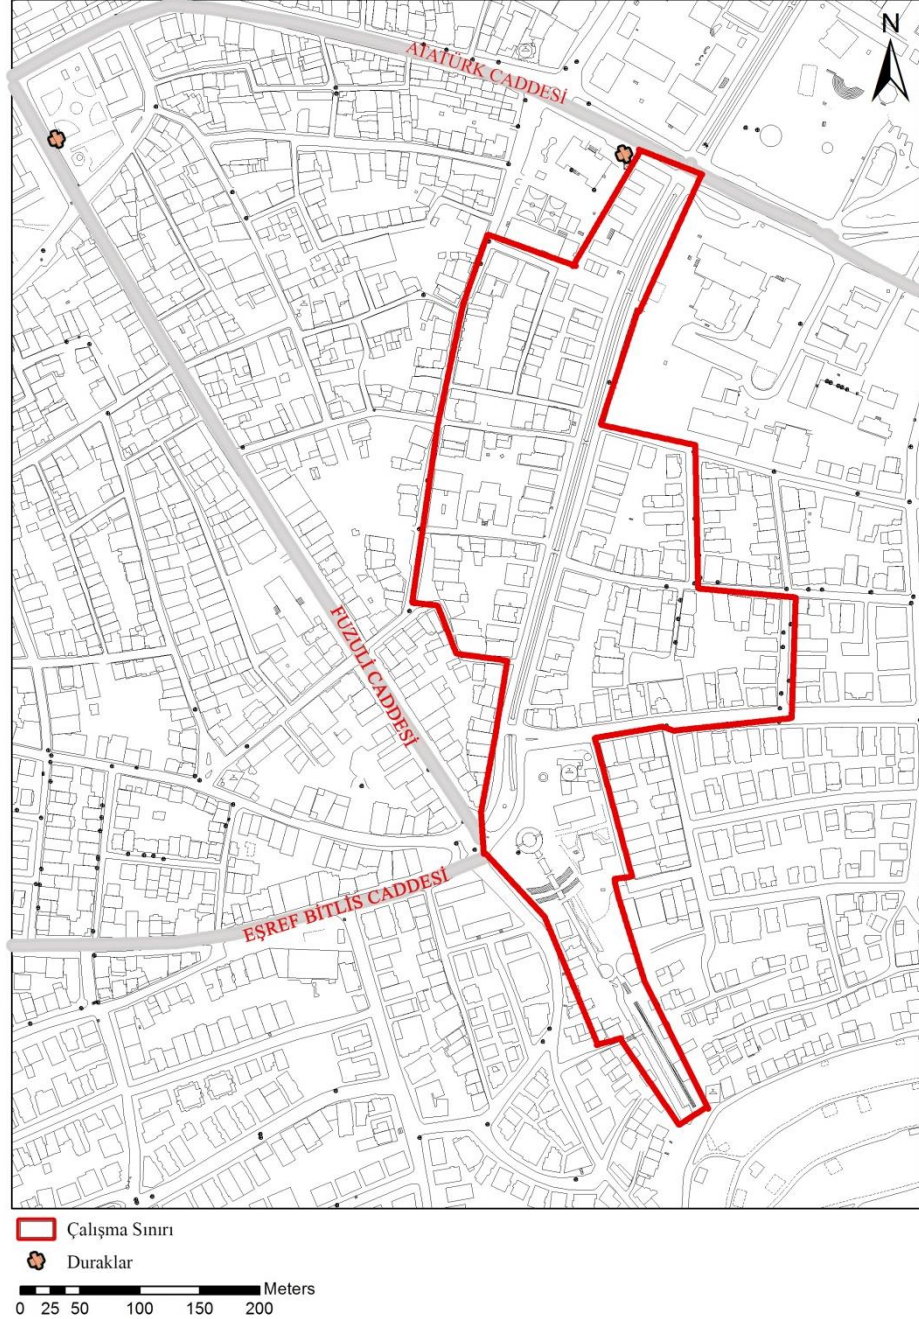 N
ATATÜRK CADDESİ
FUZULİ CADDESİ
EŞREF BİTLİS CADDESİ
Çalışma Sınırı
Duraklar
Meters
0 25 50 100 150 200